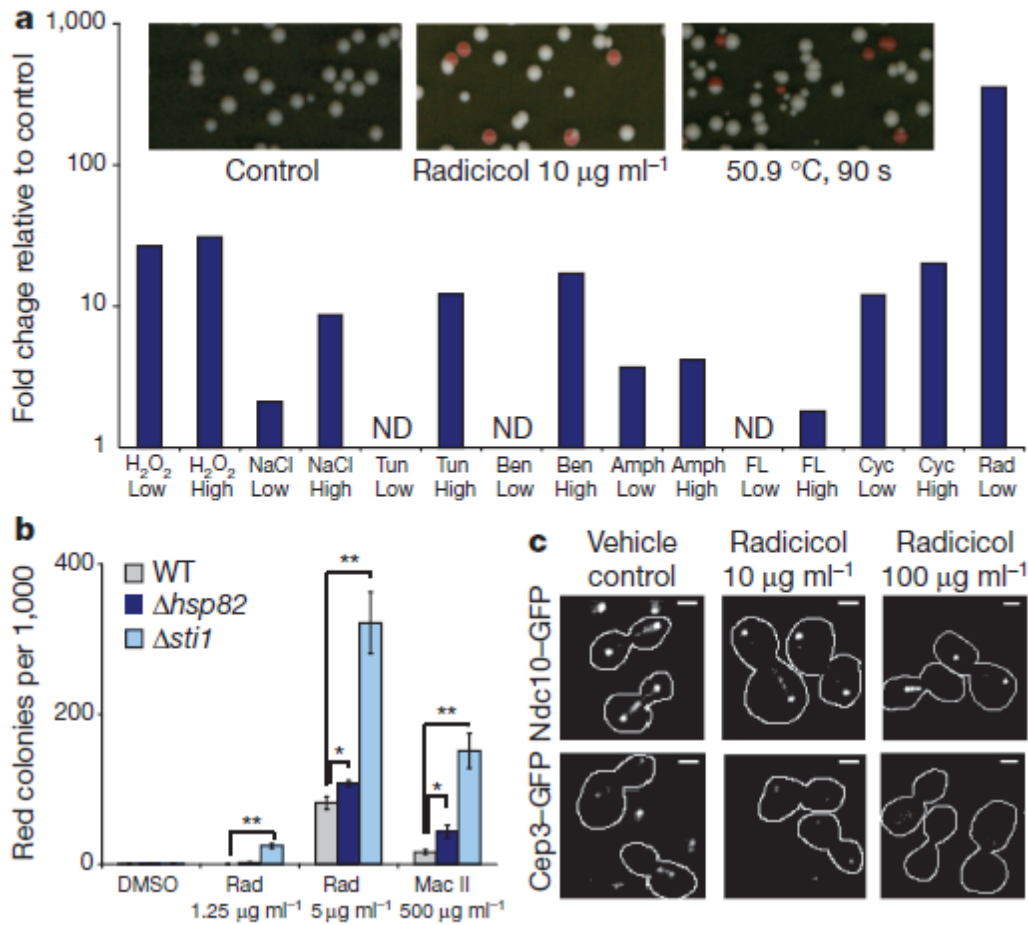 a
Fold chage relative to control
1,000
100
10
1
Control
Radicicol 10 µg ml⁻¹
50.9 °C, 90 s
ND
ND
ND
H₂O₂ Low
H₂O₂ High
NaCl Low
NaCl High
Tun Low
Tun High
Ben Low
Ben High
Amph Low
Amph High
FL Low
FL High
Cyc Low
Cyc High
Rad Low
b
Red colonies per 1,000
400
200
0
WT
Δhsp82
Δsti1
**
**
*
**
*
DMSO
Rad
1.25 µg ml⁻¹
Rad
5 µg ml⁻¹
Mac II
500 µg ml⁻¹
c
Vehicle
control
Radicicol
10 µg ml⁻¹
Radicicol
100 µg ml⁻¹
Ndc10–GFP
Cep3–GFP